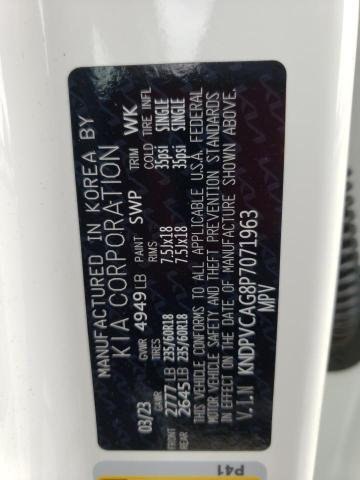 MANUFACTURED IN KOREA BY
KIA CORPORATION
03/23 GVWR 4949 LB PAINT SWP TRIM WK
GAWR RIMS COLD TIRE INFL
FRONT 2777 LB 235/60R18 7.5Jx18 35psi SINGLE
REAR 2645 LB 235/60R18 7.5Jx18 35psi SINGLE
THIS VEHICLE CONFORMS TO ALL APPLICABLE U.S.A. FEDERAL
MOTOR VEHICLE SAFETY AND THEFT PREVENTION STANDARDS
IN EFFECT ON THE DATE OF MANUFACTURE SHOWN ABOVE.
V.I.N KNDPVCAG8P7071963
MPV
P41